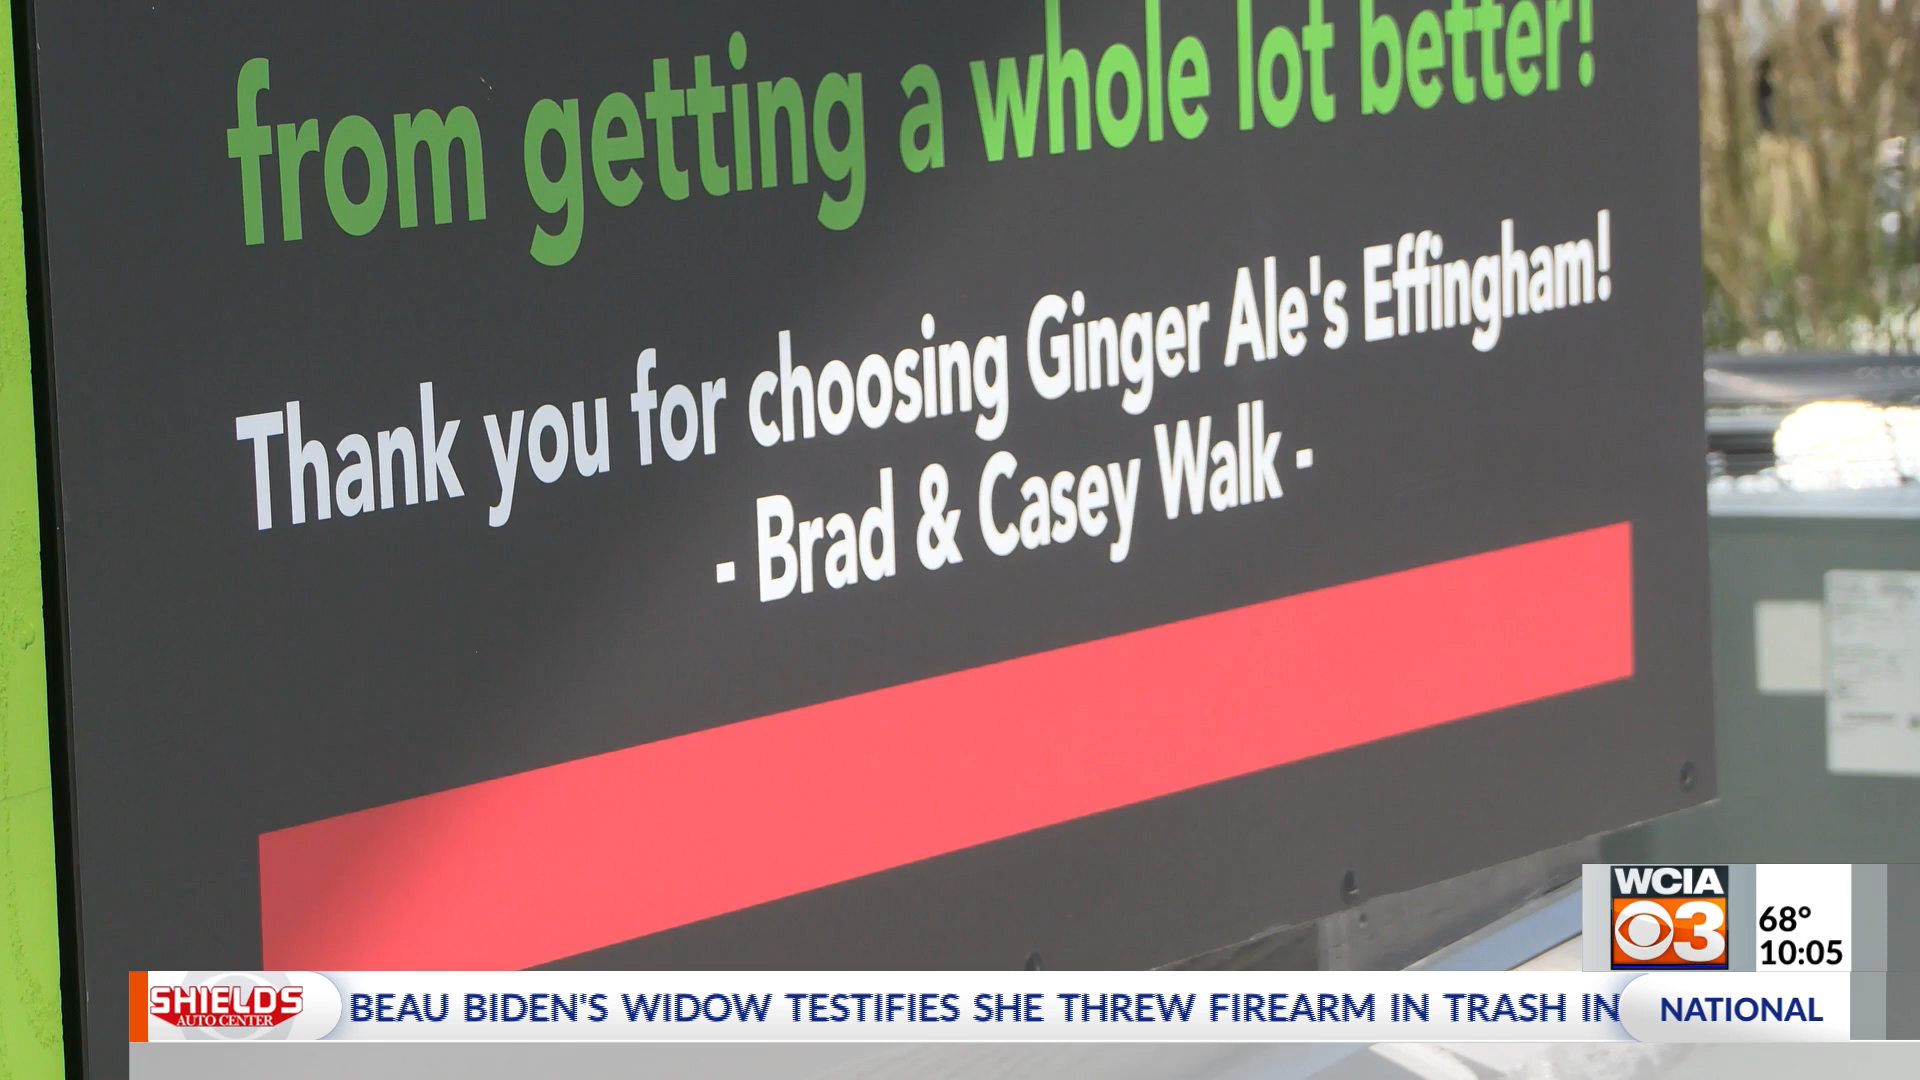 from getting a whole lot better!
Thank you for choosing Ginger Ale's Effingham!
- Brad & Casey Walk -
WCIA
3
68°
10:05
SHIELDS
AUTO CENTER
BEAU BIDEN'S WIDOW TESTIFIES SHE THREW FIREARM IN TRASH IN
NATIONAL